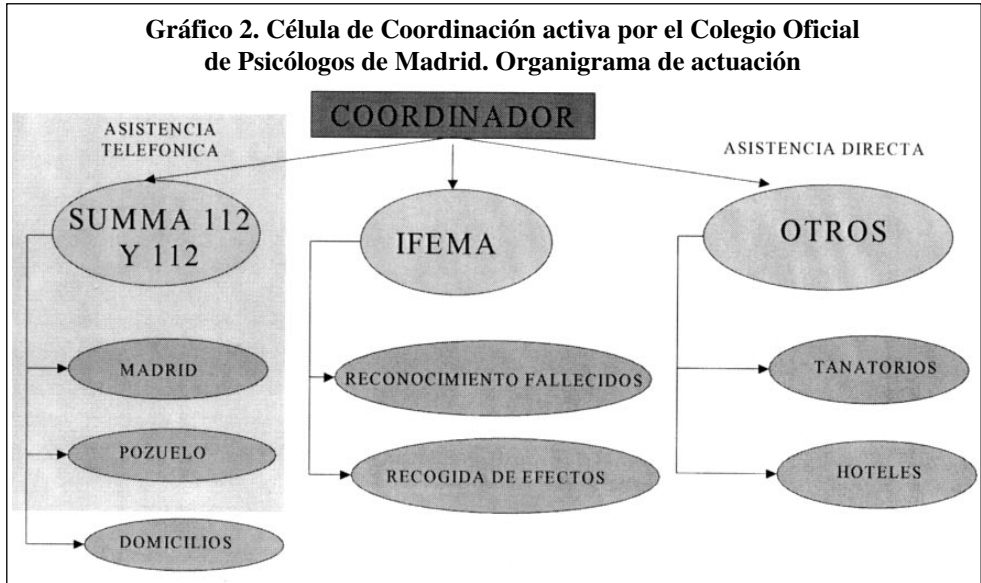 Gráfico 2. Célula de Coordinación activa por el Colegio Oficial
de Psicólogos de Madrid. Organigrama de actuación
COORDINADOR
ASISTENCIA
TELEFONICA
ASISTENCIA DIRECTA
SUMMA 112
Y 112
IFEMA
OTROS
MADRID
RECONOCIMIENTO FALLECIDOS
TANATORIOS
POZUELO
RECOGIDA DE EFECTOS
HOTELES
DOMICILIOS